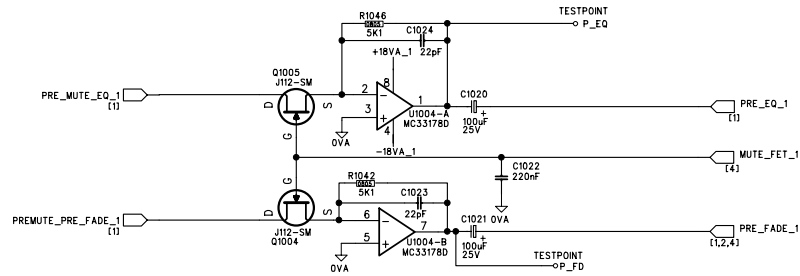 TESTPOINT
P_EQ
R1046
0805
5K1
C1024
22pF
+18VA_1
Q1005
J112-SM
PRE_MUTE_EQ_1
[1]
D
S
G
2
3
8
1
4
U1004-A
MC33178D
0VA
-18VA_1
C1020
+
100uF
25V
PRE_EQ_1
[1]
MUTE_FET_1
[4]
C1022
220nF
0VA
R1042
0805
5K1
C1023
22pF
G
D
S
PREMUTE_PRE_FADE_1
[1]
J112-SM
Q1004
6
5
7
U1004-B
MC33178D
0VA
C1021
+
100uF
25V
PRE_FADE_1
[1,2,4]
TESTPOINT
P_FD